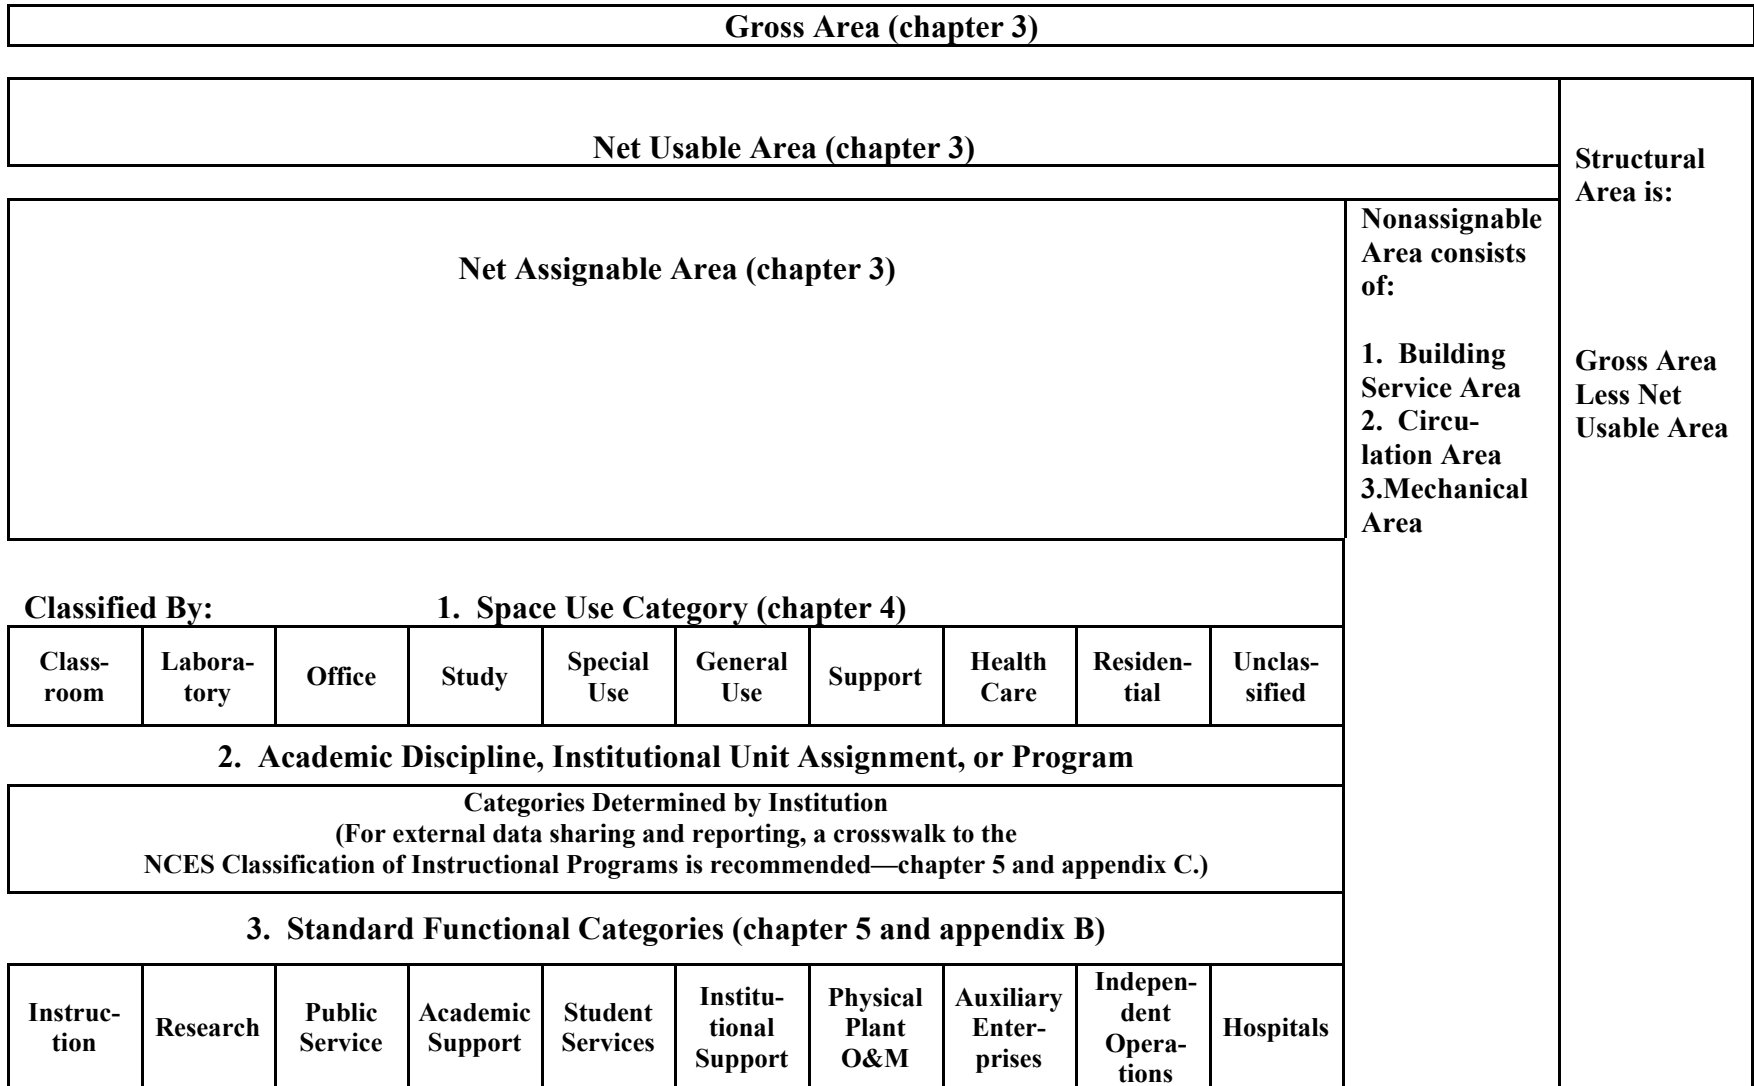 Gross Area (chapter 3)
Net Usable Area (chapter 3)
Structural
Area is:
Gross Area
Less Net
Usable Area
Net Assignable Area (chapter 3)
Nonassignable
Area consists
of:
1. Building
Service Area
2. Circu-
lation Area
3.Mechanical
Area
Classified By: 1. Space Use Category (chapter 4)
Class-
room
Labora-
tory
Office
Study
Special
Use
General
Use
Support
Health
Care
Residen-
tial
Unclas-
sified
2. Academic Discipline, Institutional Unit Assignment, or Program
Categories Determined by Institution
(For external data sharing and reporting, a crosswalk to the
NCES Classification of Instructional Programs is recommended—chapter 5 and appendix C.)
3. Standard Functional Categories (chapter 5 and appendix B)
Instruc-
tion
Research
Public
Service
Academic
Support
Student
Services
Institu-
tional
Support
Physical
Plant
O&M
Auxiliary
Enter-
prises
Indepen-
dent
Opera-
tions
Hospitals